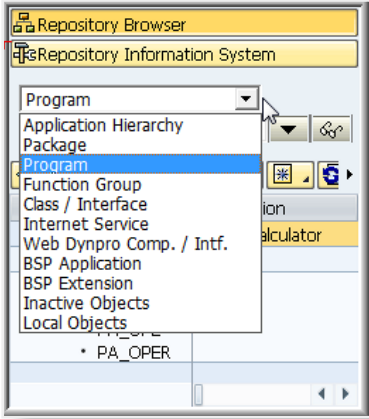 Repository Browser
Repository Information System
Program
Application Hierarchy
Package
Program
Function Group
Class / Interface
Internet Service
Web Dynpro Comp. / Intf.
BSP Application
BSP Extension
Inactive Objects
Local Objects
ion
alculator
PA_OPER